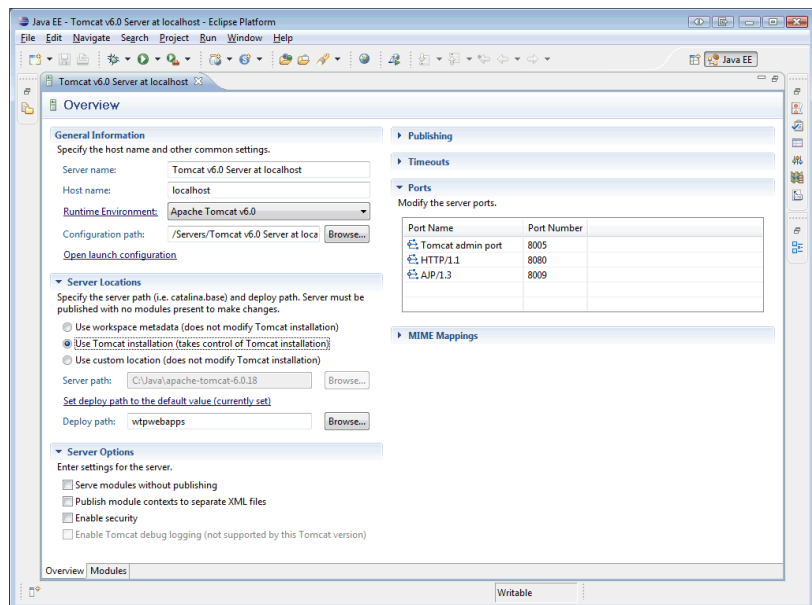 Java EE - Tomcat v6.0 Server at localhost - Eclipse Platform
File Edit Navigate Search Project Run Window Help
Java EE
Tomcat v6.0 Server at localhost
Overview
General Information
Specify the host name and other common settings.
Server name: Tomcat v6.0 Server at localhost
Host name: localhost
Runtime Environment: Apache Tomcat v6.0
Configuration path: /Servers/Tomcat v6.0 Server at loca Browse...
Open launch configuration
Server Locations
Specify the server path (i.e. catalina.base) and deploy path. Server must be
published with no modules present to make changes.
Use workspace metadata (does not modify Tomcat installation)
Use Tomcat installation (takes control of Tomcat installation)
Use custom location (does not modify Tomcat installation)
Server path: C:\Java\apache-tomcat-6.0.18 Browse...
Set deploy path to the default value (currently set)
Deploy path: wtpwebapps Browse...
Server Options
Enter settings for the server.
Serve modules without publishing
Publish module contexts to separate XML files
Enable security
Enable Tomcat debug logging (not supported by this Tomcat version)
Publishing
Timeouts
Ports
Modify the server ports.
Port Name Port Number
Tomcat admin port 8005
HTTP/1.1 8080
AJP/1.3 8009
MIME Mappings
Overview Modules
Writable